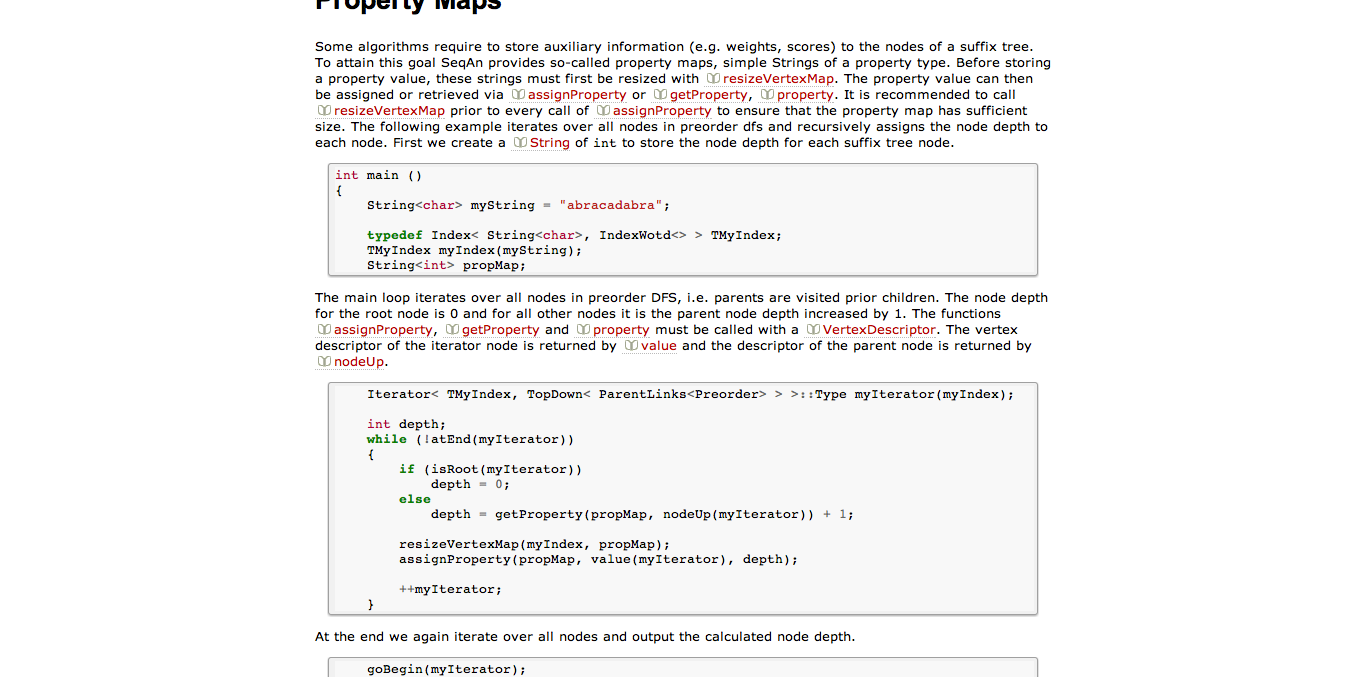 Property Maps
Some algorithms require to store auxiliary information (e.g. weights, scores) to the nodes of a suffix tree.
To attain this goal SeqAn provides so-called property maps, simple Strings of a property type. Before storing
a property value, these strings must first be resized with resizeVertexMap. The property value can then
be assigned or retrieved via assignProperty or getProperty, property. It is recommended to call
resizeVertexMap prior to every call of assignProperty to ensure that the property map has sufficient
size. The following example iterates over all nodes in preorder dfs and recursively assigns the node depth to
each node. First we create a String of int to store the node depth for each suffix tree node.
int main ()
{
    String<char> myString = "abracadabra";
    typedef Index< String<char>, IndexWotd<> > TMyIndex;
    TMyIndex myIndex(myString);
    String<int> propMap;
The main loop iterates over all nodes in preorder DFS, i.e. parents are visited prior children. The node depth
for the root node is 0 and for all other nodes it is the parent node depth increased by 1. The functions
assignProperty, getProperty and property must be called with a VertexDescriptor. The vertex
descriptor of the iterator node is returned by value and the descriptor of the parent node is returned by
nodeUp.
    Iterator< TMyIndex, TopDown< ParentLinks<Preorder> > >::Type myIterator(myIndex);
    int depth;
    while (!atEnd(myIterator))
    {
        if (isRoot(myIterator))
            depth = 0;
        else
            depth = getProperty(propMap, nodeUp(myIterator)) + 1;
        resizeVertexMap(myIndex, propMap);
        assignProperty(propMap, value(myIterator), depth);
        ++myIterator;
    }
At the end we again iterate over all nodes and output the calculated node depth.
    goBegin(myIterator);